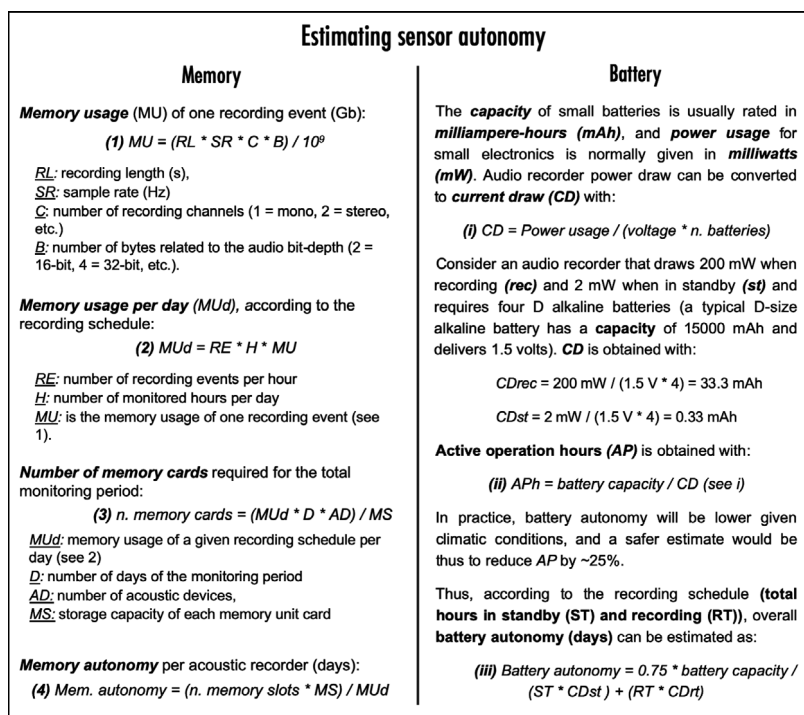 Estimating sensor autonomy
Memory
Memory usage (MU) of one recording event (Gb):
(1) MU = (RL * SR * C * B) / 10⁹
RL: recording length (s),
SR: sample rate (Hz)
C: number of recording channels (1 = mono, 2 = stereo,
etc.)
B: number of bytes related to the audio bit-depth (2 =
16-bit, 4 = 32-bit, etc.).
Memory usage per day (MUd), according to the
recording schedule:
(2) MUd = RE * H * MU
RE: number of recording events per hour
H: number of monitored hours per day
MU: is the memory usage of one recording event (see
1).
Number of memory cards required for the total
monitoring period:
(3) n. memory cards = (MUd * D * AD) / MS
MUd: memory usage of a given recording schedule per
day (see 2)
D: number of days of the monitoring period
AD: number of acoustic devices,
MS: storage capacity of each memory unit card
Memory autonomy per acoustic recorder (days):
(4) Mem. autonomy = (n. memory slots * MS) / MUd
Battery
The capacity of small batteries is usually rated in
milliampere-hours (mAh), and power usage for
small electronics is normally given in milliwatts
(mW). Audio recorder power draw can be converted
to current draw (CD) with:
(i) CD = Power usage / (voltage * n. batteries)
Consider an audio recorder that draws 200 mW when
recording (rec) and 2 mW when in standby (st) and
requires four D alkaline batteries (a typical D-size
alkaline battery has a capacity of 15000 mAh and
delivers 1.5 volts). CD is obtained with:
CDrec = 200 mW / (1.5 V * 4) = 33.3 mAh
CDst = 2 mW / (1.5 V * 4) = 0.33 mAh
Active operation hours (AP) is obtained with:
(ii) APh = battery capacity / CD (see i)
In practice, battery autonomy will be lower given
climatic conditions, and a safer estimate would be
thus to reduce AP by ~25%.
Thus, according to the recording schedule (total
hours in standby (ST) and recording (RT)), overall
battery autonomy (days) can be estimated as:
(iii) Battery autonomy = 0.75 * battery capacity /
(ST * CDst ) + (RT * CDrt)